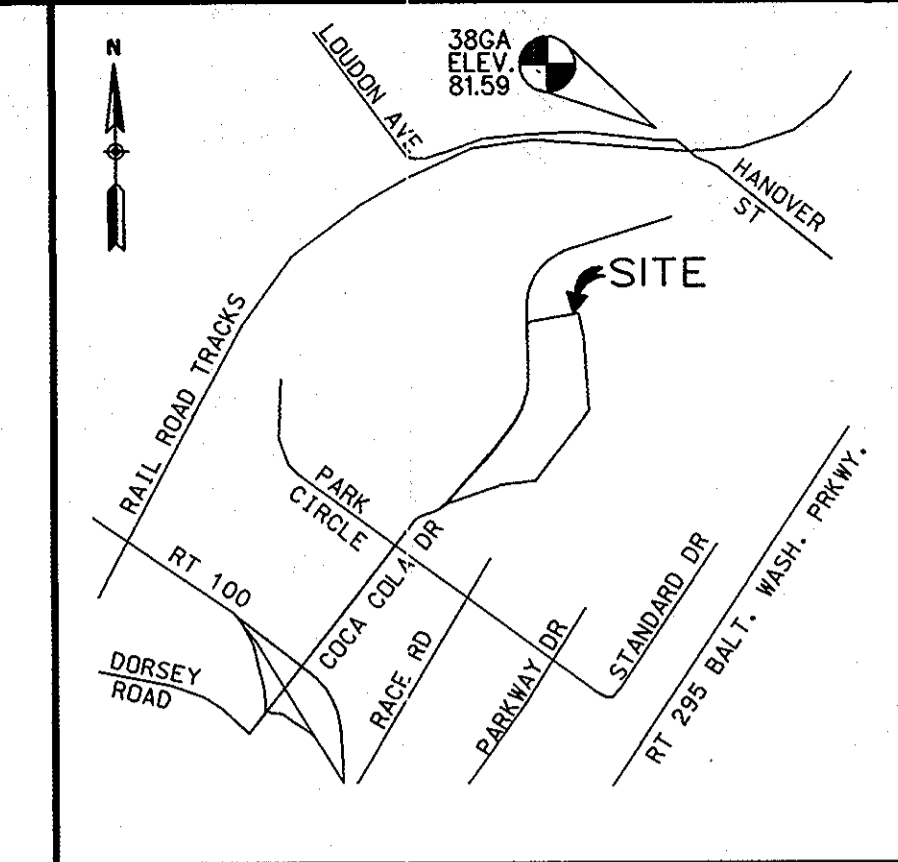 N
LOUDON AVE
38GA
ELEV.
81.59
HANOVER
ST
SITE
RAIL ROAD TRACKS
PARK
CIRCLE
RT 100
COCA COLA DR
DORSEY
ROAD
RACE RD
PARKWAY DR
STANDARD DR
RT 295 BALT. WASH. PRKWY.